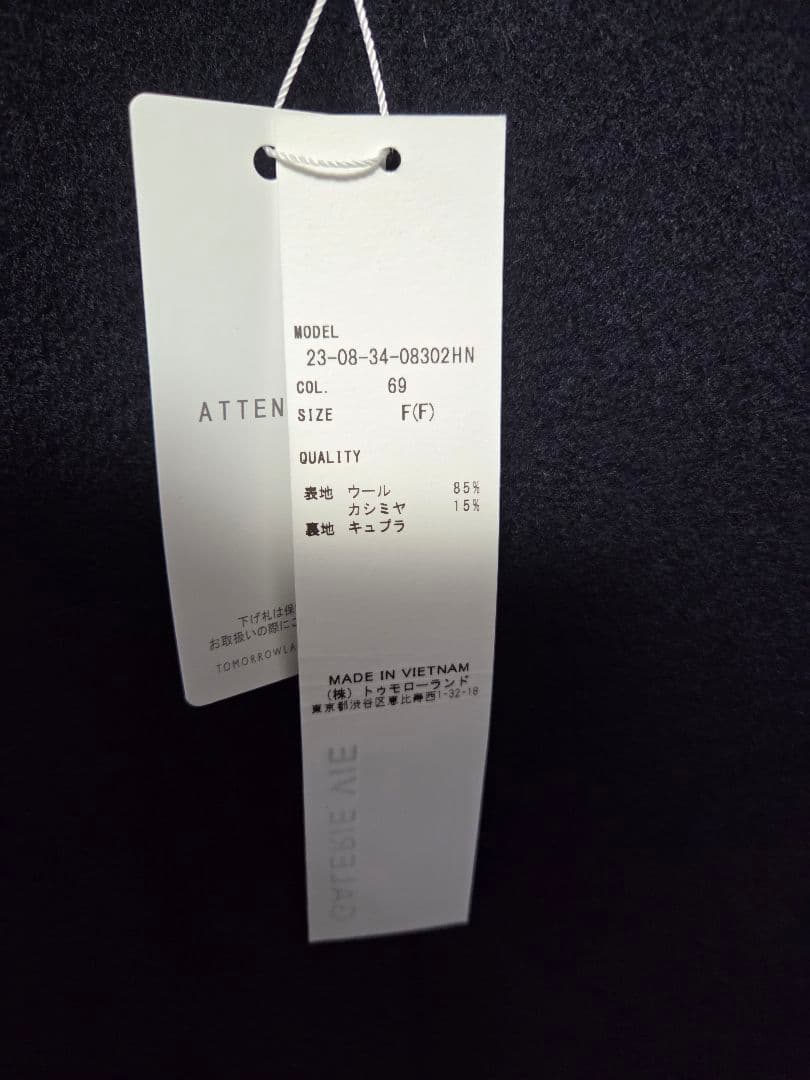 MODEL
23-08-34-08302HN
COL. 69
SIZE F(F)
QUALITY
表地 ウール 85%
カシミヤ 15%
裏地 キュプラ
MADE IN VIETNAM
(株) トゥモローランド
東京都渋谷区恵比寿西1-32-18
GALERIE VIE
ATTEN
下げ札は保
お取扱いの際にこ
TOMORROWLA